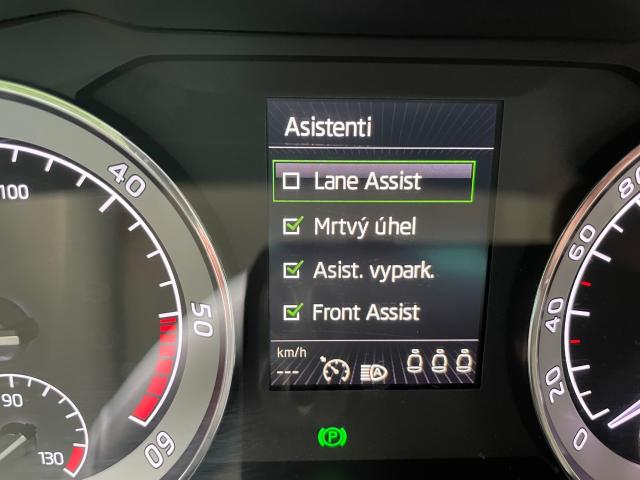 Asistenti
Lane Assist
Mrtvý úhel
Asist. vypark.
Front Assist
km/h
---
A
P
100
40
50
60
90
130
80
60
40
20
0